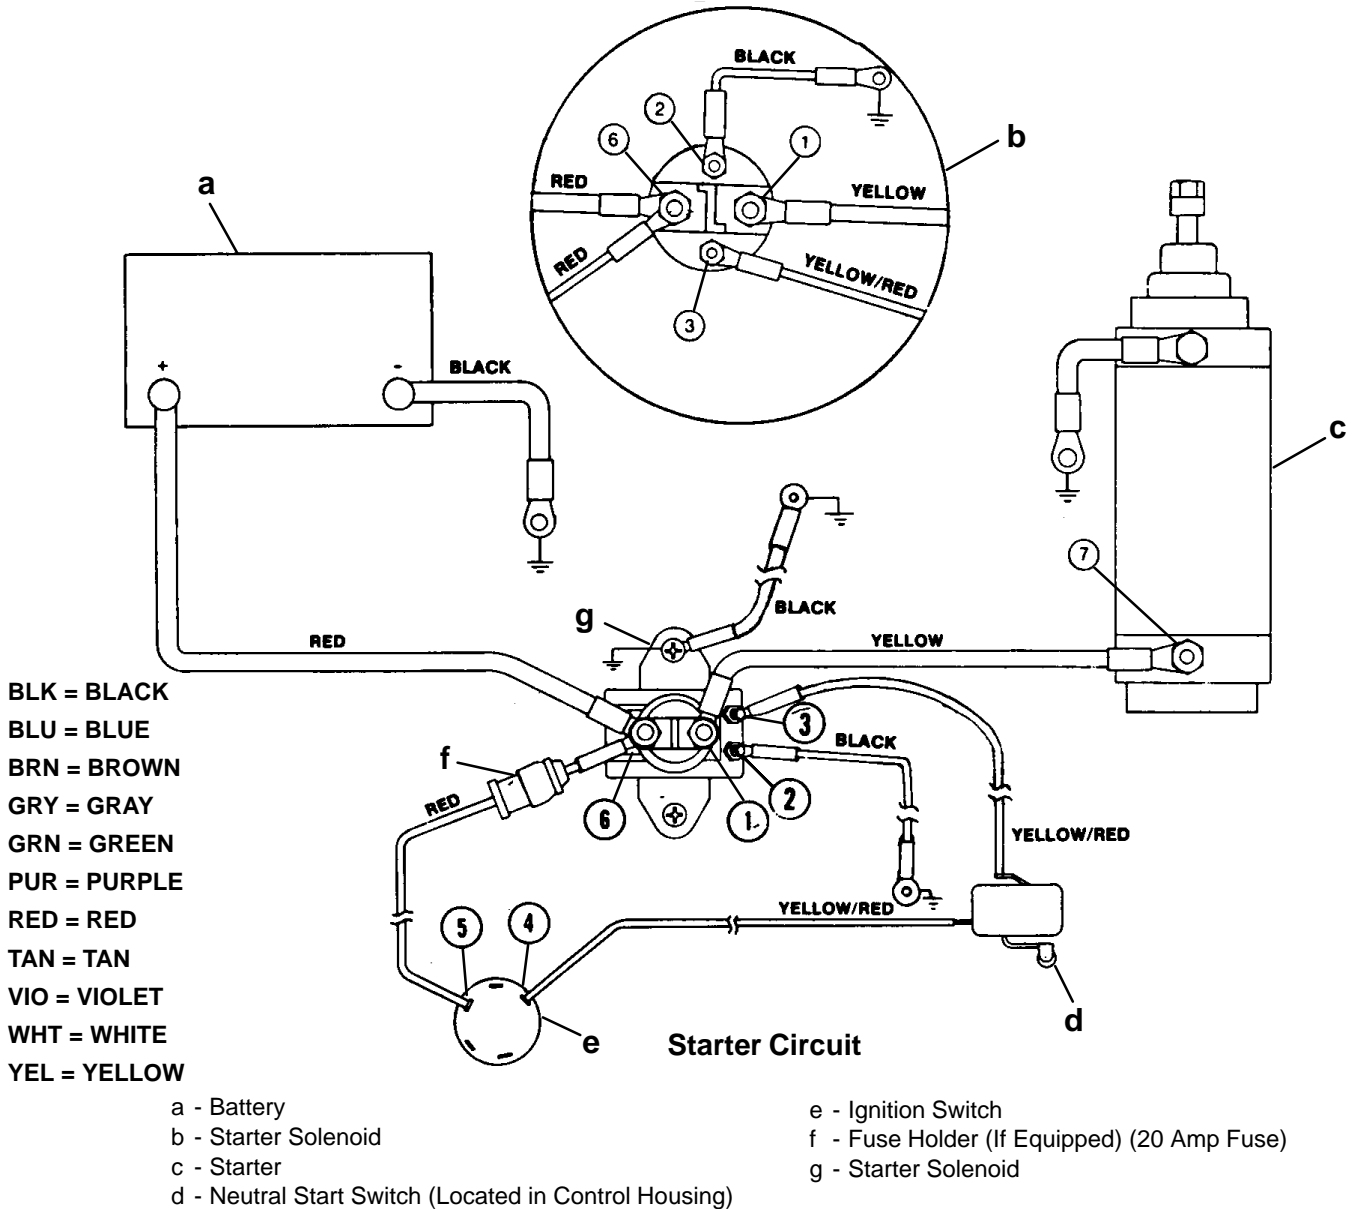 BLACK
2
6
1
b
RED
YELLOW
a
RED
YELLOW/RED
3
+
-
BLACK
c
7
g
BLACK
RED
YELLOW
BLK = BLACK
BLU = BLUE
BRN = BROWN
GRY = GRAY
GRN = GREEN
PUR = PURPLE
RED = RED
TAN = TAN
VIO = VIOLET
WHT = WHITE
YEL = YELLOW
3
BLACK
f
RED
6
1
2
YELLOW/RED
YELLOW/RED
5
4
d
e
Starter Circuit
a - Battery
b - Starter Solenoid
c - Starter
d - Neutral Start Switch (Located in Control Housing)
e - Ignition Switch
f - Fuse Holder (If Equipped) (20 Amp Fuse)
g - Starter Solenoid